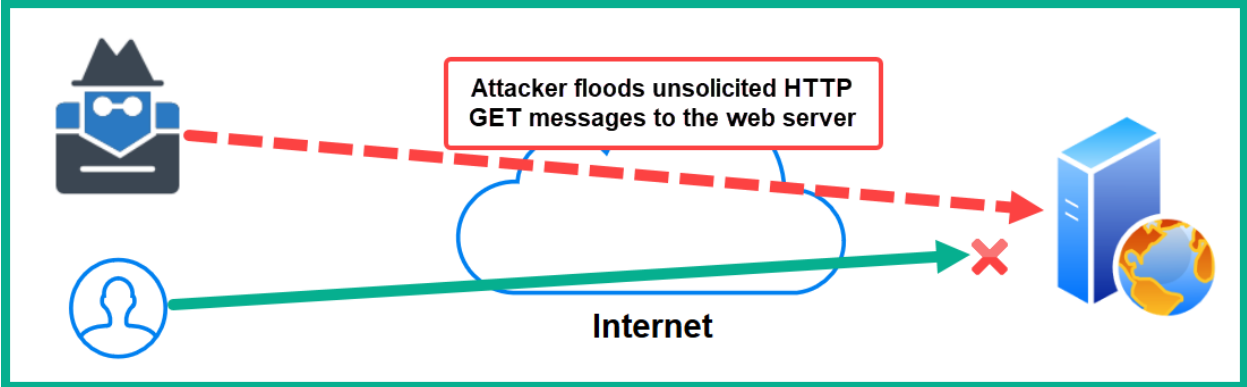 Attacker floods unsolicited HTTP
GET messages to the web server
Internet